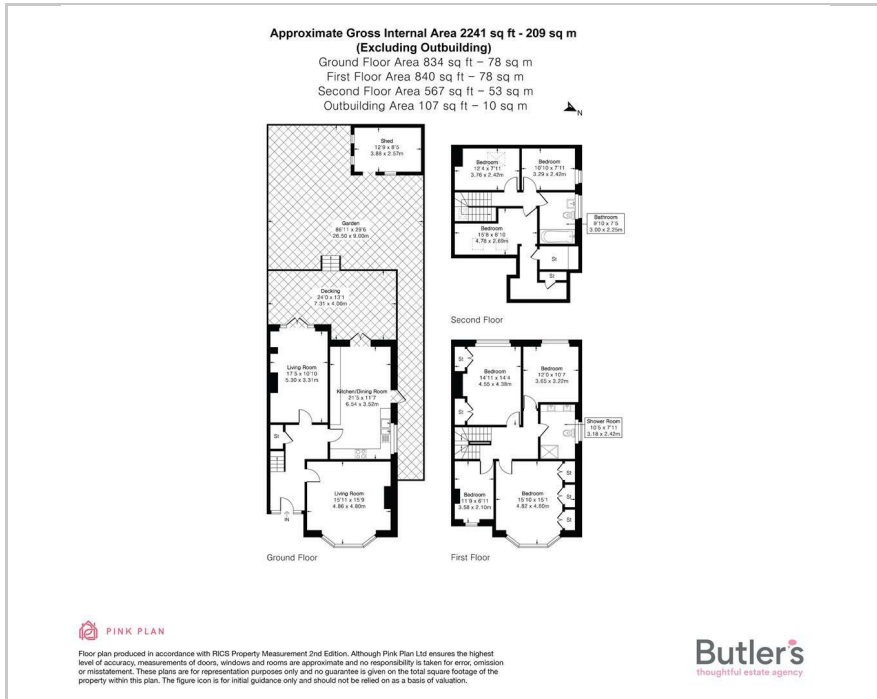 Approximate Gross Internal Area 2241 sq ft - 209 sq m
(Excluding Outbuilding)
Ground Floor Area 834 sq ft – 78 sq m
First Floor Area 840 sq ft – 78 sq m
Second Floor Area 567 sq ft – 53 sq m
Outbuilding Area 107 sq ft – 10 sq m
N
Shed
12'9 x 8'5
3.88 x 2.57m
Garden
86'11 x 29'6
26.50 x 9.00m
Decking
24'0 x 13'1
7.31 x 4.00m
Living Room
17'5 x 10'10
5.30 x 3.31m
Kitchen/Dining Room
21'5 x 11'7
6.54 x 3.52m
St
Living Room
15'11 x 15'9
4.86 x 4.80m
IN
Ground Floor
Bedroom
12'4 x 7'11
3.76 x 2.42m
Bedroom
10'10 x 7'11
3.29 x 2.42m
Bathroom
9'10 x 7'5
3.00 x 2.25m
Bedroom
15'8 x 8'10
4.78 x 2.69m
St
St
Second Floor
St
Bedroom
14'11 x 14'4
4.55 x 4.38m
Bedroom
12'0 x 10'7
3.65 x 3.22m
St
Shower Room
10'5 x 7'11
3.18 x 2.42m
Bedroom
11'9 x 6'11
3.58 x 2.10m
Bedroom
15'10 x 15'1
4.82 x 4.60m
St
St
St
First Floor
PINK PLAN
Floor plan produced in accordance with RICS Property Measurement 2nd Edition. Although Pink Plan Ltd ensures the highest
level of accuracy, measurements of doors, windows and rooms are approximate and no responsibility is taken for error, omission
or misstatement. These plans are for representation purposes only and no guarantee is given on the total square footage of the
property within this plan. The figure icon is for initial guidance only and should not be relied on as a basis of valuation.
Butler's
thoughtful estate agency